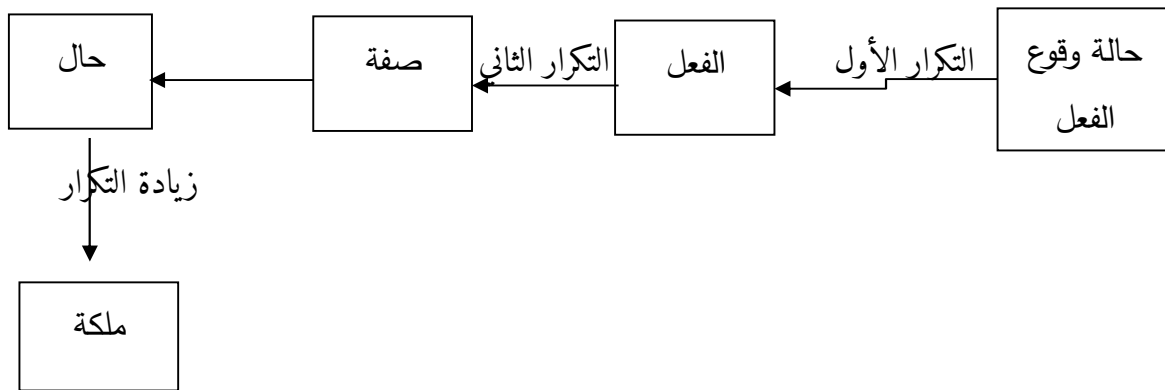 حالة وقوع
الفعل
التكرار الأول
الفعل
التكرار الثاني
صفة
حال
زيادة التكرار
ملكة